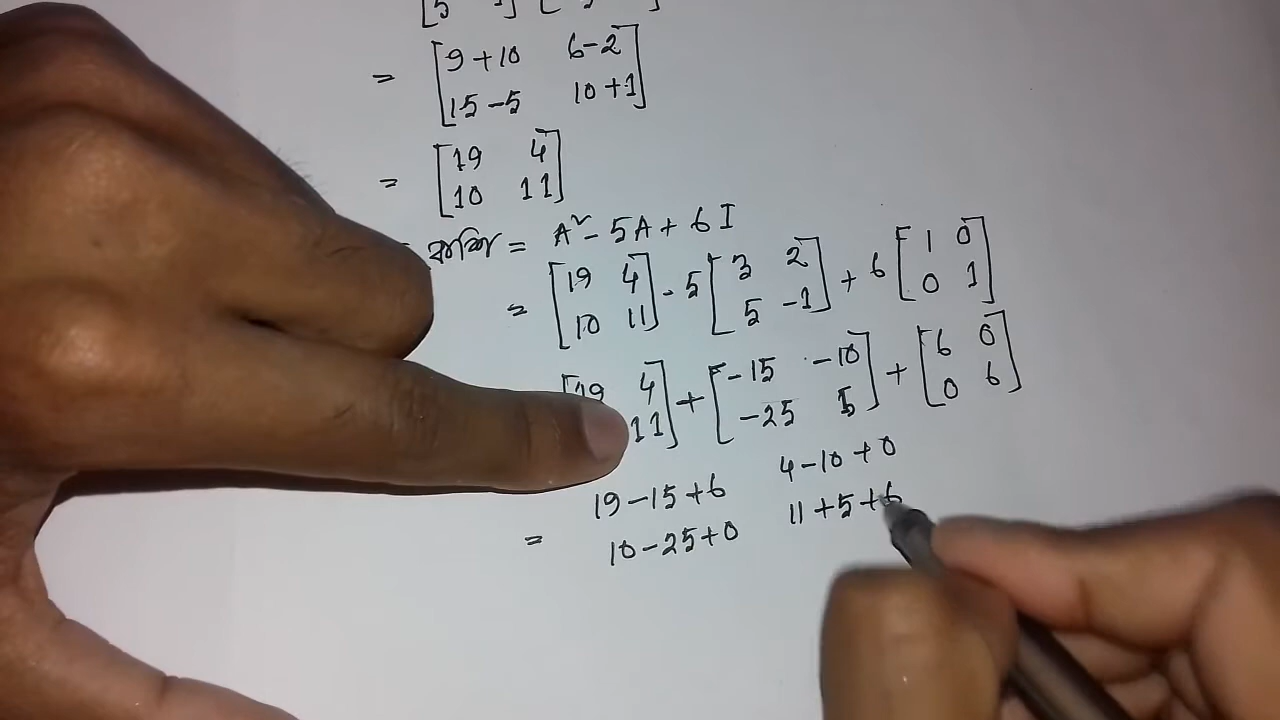 [5
= [9+10 6-2
15-5 10+1]
= [19 4
10 11]
রাশি = A² - 5A + 6I
= [19 4
10 11] - 5 [3 2
5 -1] + 6 [1 0
0 1]
[19 4
11] + [-15 -10
-25 5] + [6 0
0 6]
= 19-15+6 4-10+0
10-25+0 11+5+6